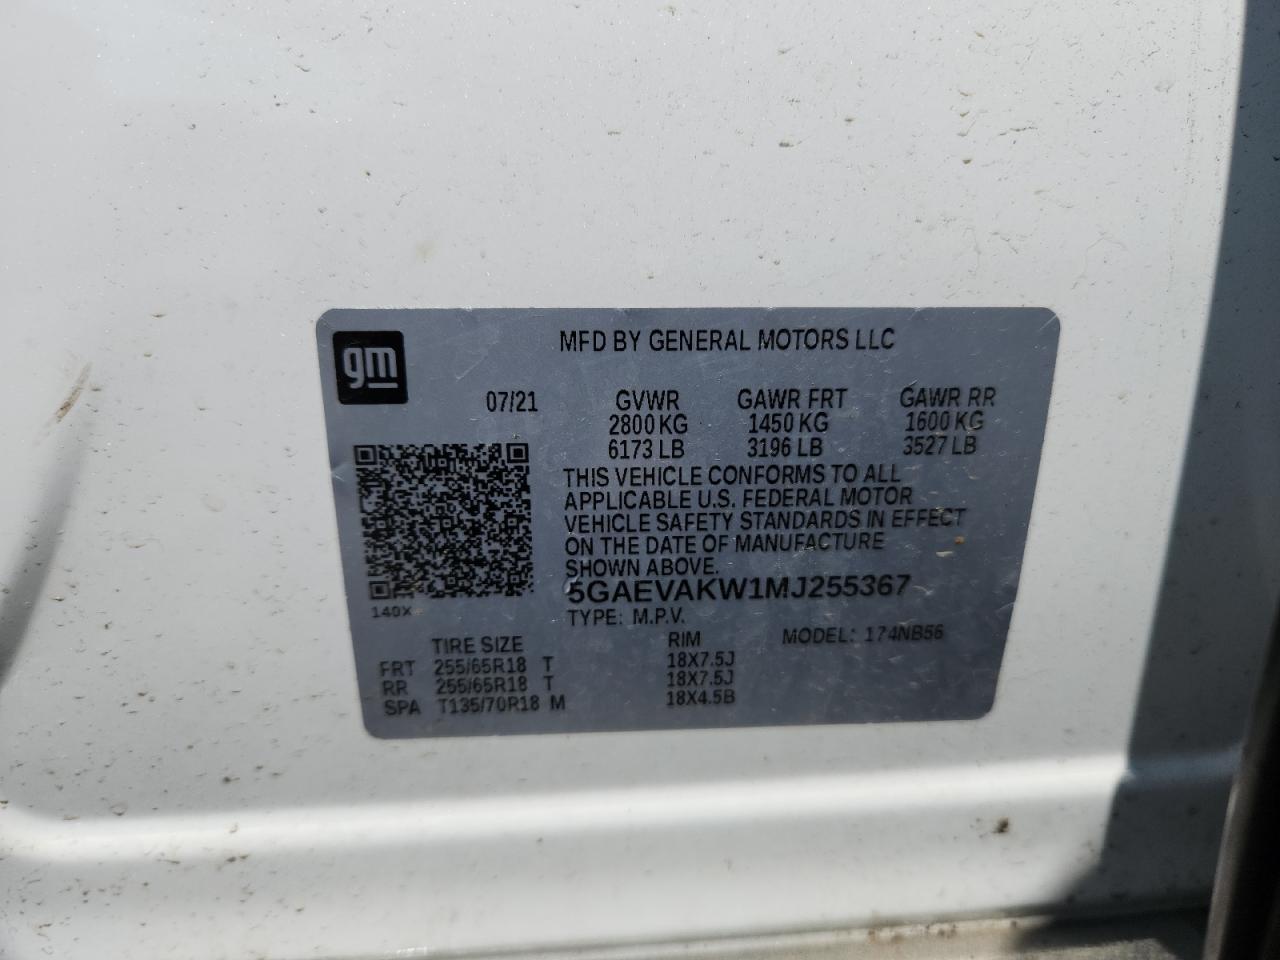 gm
MFD BY GENERAL MOTORS LLC
07/21 GVWR GAWR FRT GAWR RR
2800 KG 1450 KG 1600 KG
6173 LB 3196 LB 3527 LB
THIS VEHICLE CONFORMS TO ALL
APPLICABLE U.S. FEDERAL MOTOR
VEHICLE SAFETY STANDARDS IN EFFECT
ON THE DATE OF MANUFACTURE
SHOWN ABOVE.
5GAEVAKW1MJ255367
140X
TYPE: M.P.V.
TIRE SIZE RIM MODEL: 174NB56
FRT 255/65R18 T 18X7.5J
RR 255/65R18 T 18X7.5J
SPA T135/70R18 M 18X4.5B